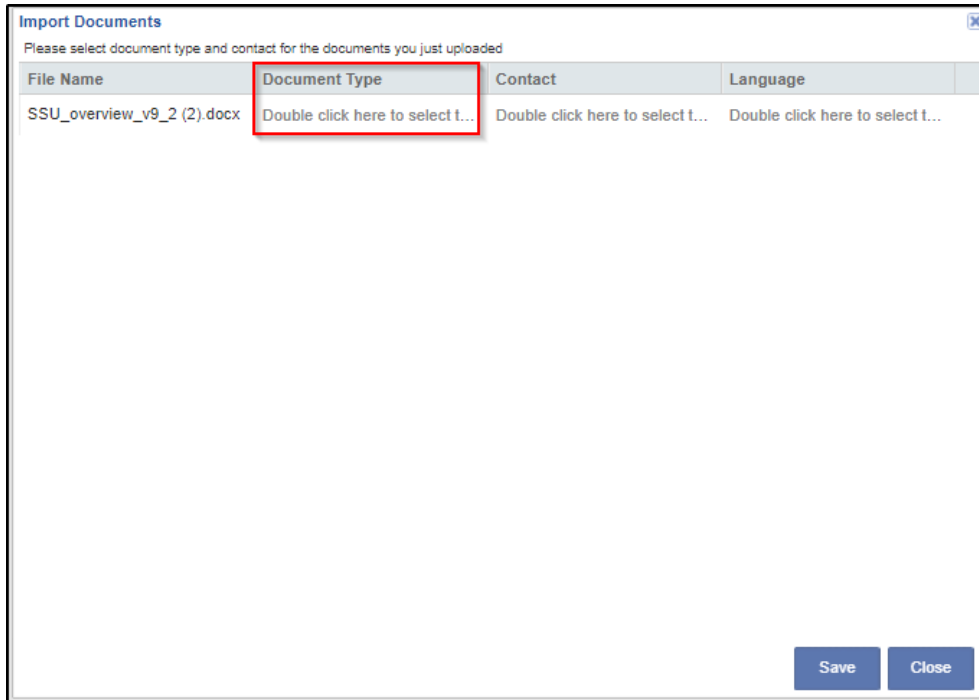 Import Documents
Please select document type and contact for the documents you just uploaded
File Name Document Type Contact Language
SSU_overview_v9_2 (2).docx Double click here to select t... Double click here to select t... Double click here to select t...
Save Close